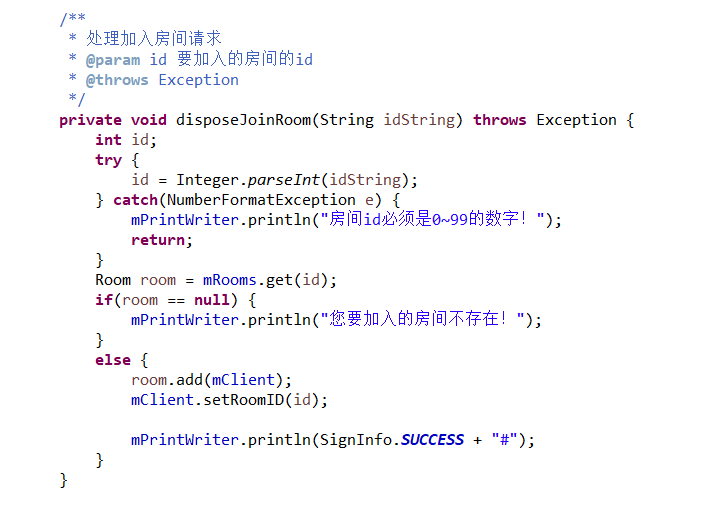 /**
 * 处理加入房间请求
 * @param id 要加入的房间的id
 * @throws Exception
 */
private void disposeJoinRoom(String idString) throws Exception {
    int id;
    try {
        id = Integer.parseInt(idString);
    } catch(NumberFormatException e) {
        mPrintWriter.println("房间id必须是0~99的数字！");
        return;
    }
    Room room = mRooms.get(id);
    if(room == null) {
        mPrintWriter.println("您要加入的房间不存在！");
    }
    else {
        room.add(mClient);
        mClient.setRoomID(id);

        mPrintWriter.println(SignInfo.SUCCESS + "#");
    }
}